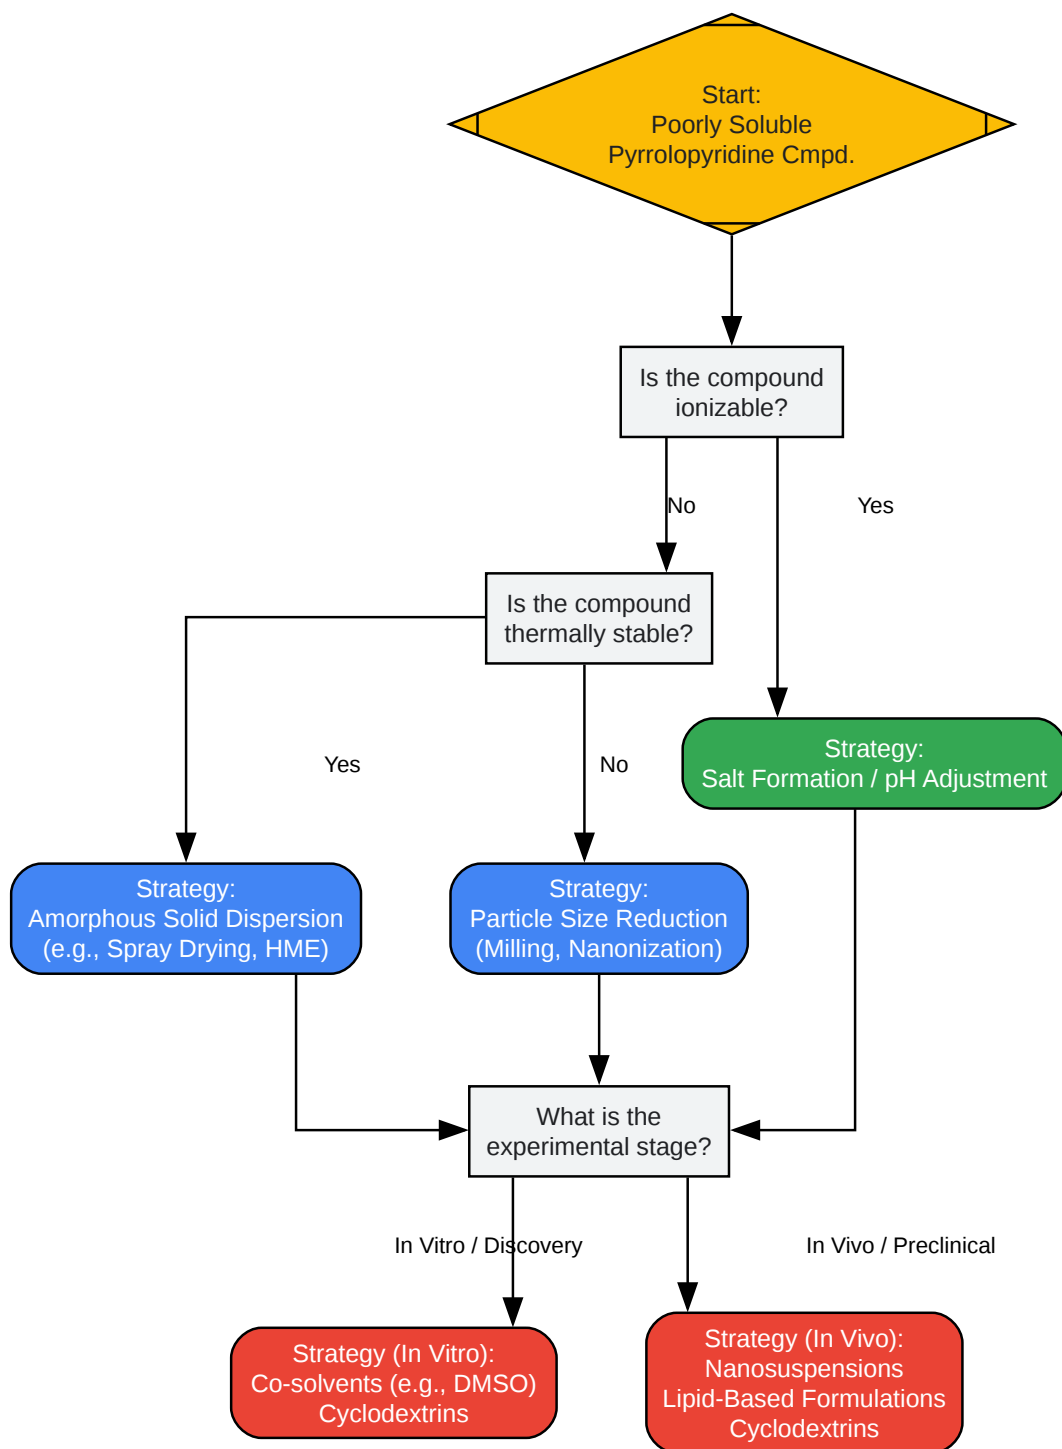 Start:
Poorly Soluble
Pyrrolopyridine Cmpd.
Is the compound
ionizable?
No
Yes
Is the compound
thermally stable?
Yes
No
Strategy:
Salt Formation / pH Adjustment
Strategy:
Amorphous Solid Dispersion
(e.g., Spray Drying, HME)
Strategy:
Particle Size Reduction
(Milling, Nanonization)
What is the
experimental stage?
In Vitro / Discovery
In Vivo / Preclinical
Strategy (In Vitro):
Co-solvents (e.g., DMSO)
Cyclodextrins
Strategy (In Vivo):
Nanosuspensions
Lipid-Based Formulations
Cyclodextrins